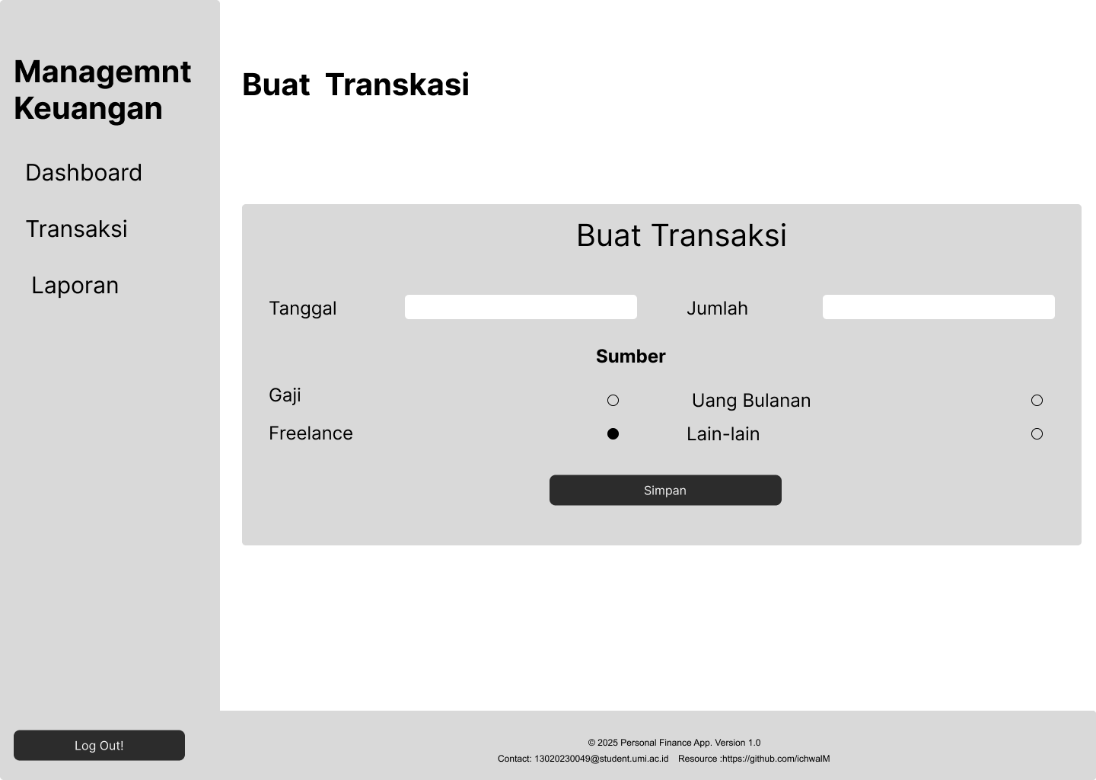 Managemnt
Keuangan
Dashboard
Transaksi
Laporan
Log Out!
Buat Transkasi
Buat Transaksi
Tanggal
Jumlah
Sumber
Gaji
Uang Bulanan
Freelance
Lain-lain
Simpan
© 2025 Personal Finance App. Version 1.0
Contact: 13020230049@student.umi.ac.id Resource :https://github.com/ichwalM